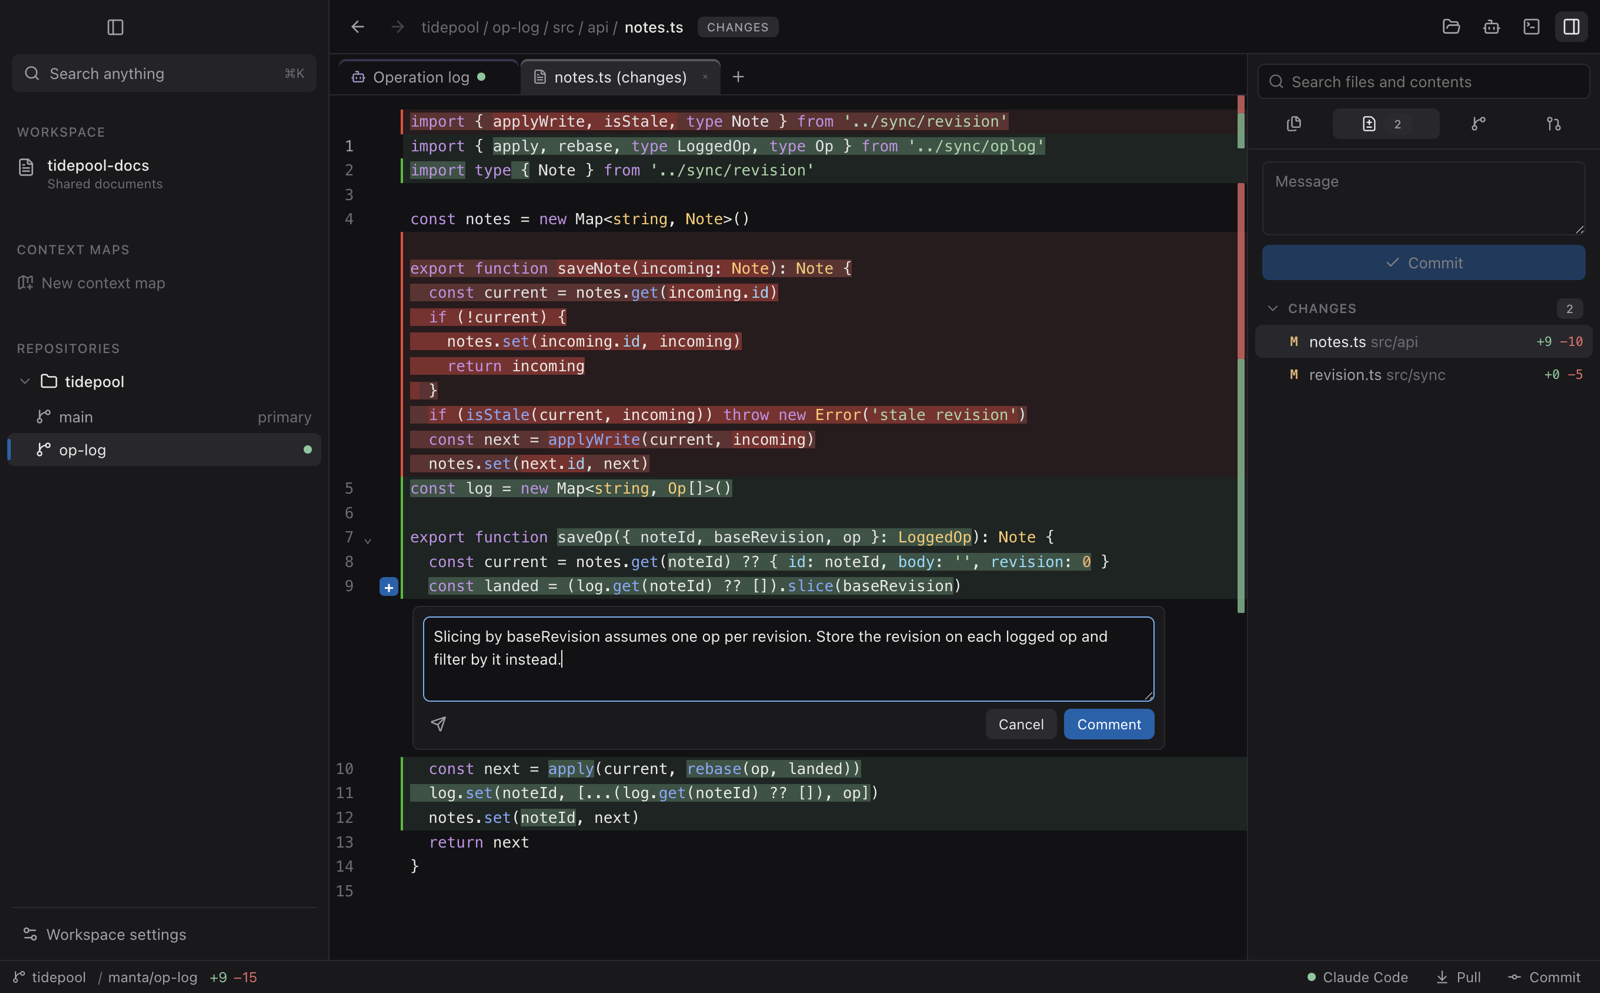 Search anything ⌘K
WORKSPACE
tidepool-docs
Shared documents
CONTEXT MAPS
New context map
REPOSITORIES
tidepool
main primary
op-log
Workspace settings
tidepool / op-log / src / api / notes.ts CHANGES
Operation log
notes.ts (changes) × +
import { applyWrite, isStale, type Note } from '../sync/revision'
1 import { apply, rebase, type LoggedOp, type Op } from '../sync/oplog'
2 import type { Note } from '../sync/revision'
3
4 const notes = new Map<string, Note>()
export function saveNote(incoming: Note): Note {
const current = notes.get(incoming.id)
if (!current) {
notes.set(incoming.id, incoming)
return incoming
}
if (isStale(current, incoming)) throw new Error('stale revision')
const next = applyWrite(current, incoming)
notes.set(next.id, next)
5 const log = new Map<string, Op[]>()
6
7 export function saveOp({ noteId, baseRevision, op }: LoggedOp): Note {
8 const current = notes.get(noteId) ?? { id: noteId, body: '', revision: 0 }
9 + const landed = (log.get(noteId) ?? []).slice(baseRevision)
Slicing by baseRevision assumes one op per revision. Store the revision on each logged op and
filter by it instead.
Cancel Comment
10 const next = apply(current, rebase(op, landed))
11 log.set(noteId, [...(log.get(noteId) ?? []), op])
12 notes.set(noteId, next)
13 return next
14 }
15
Search files and contents
2
Message
Commit
CHANGES 2
M notes.ts src/api +9 −10
M revision.ts src/sync +0 −5
tidepool / manta/op-log +9 −15
Claude Code Pull Commit